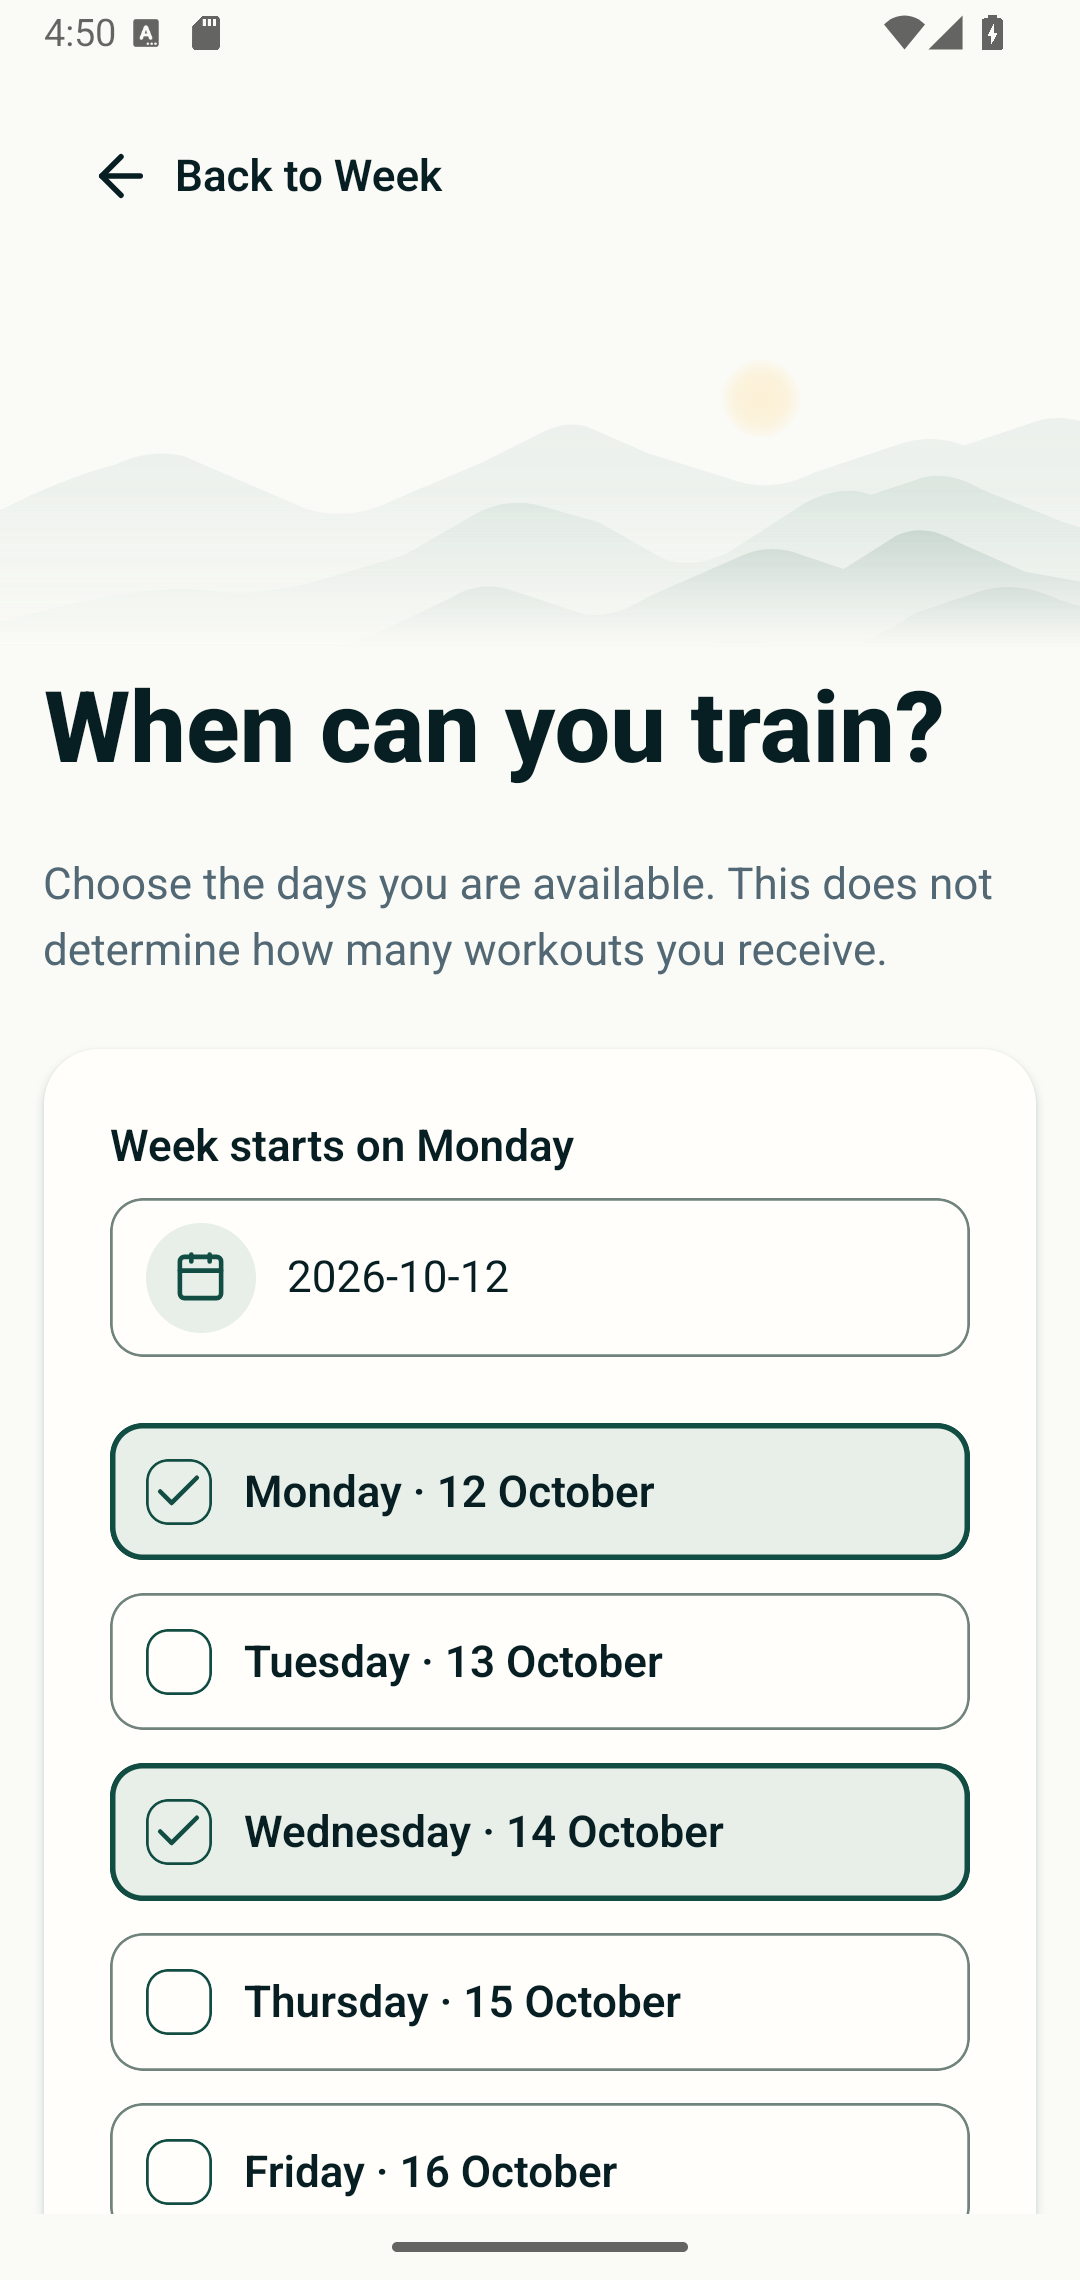 4:50
Back to Week
When can you train?
Choose the days you are available. This does not
determine how many workouts you receive.
Week starts on Monday
2026-10-12
Monday · 12 October
Tuesday · 13 October
Wednesday · 14 October
Thursday · 15 October
Friday · 16 October